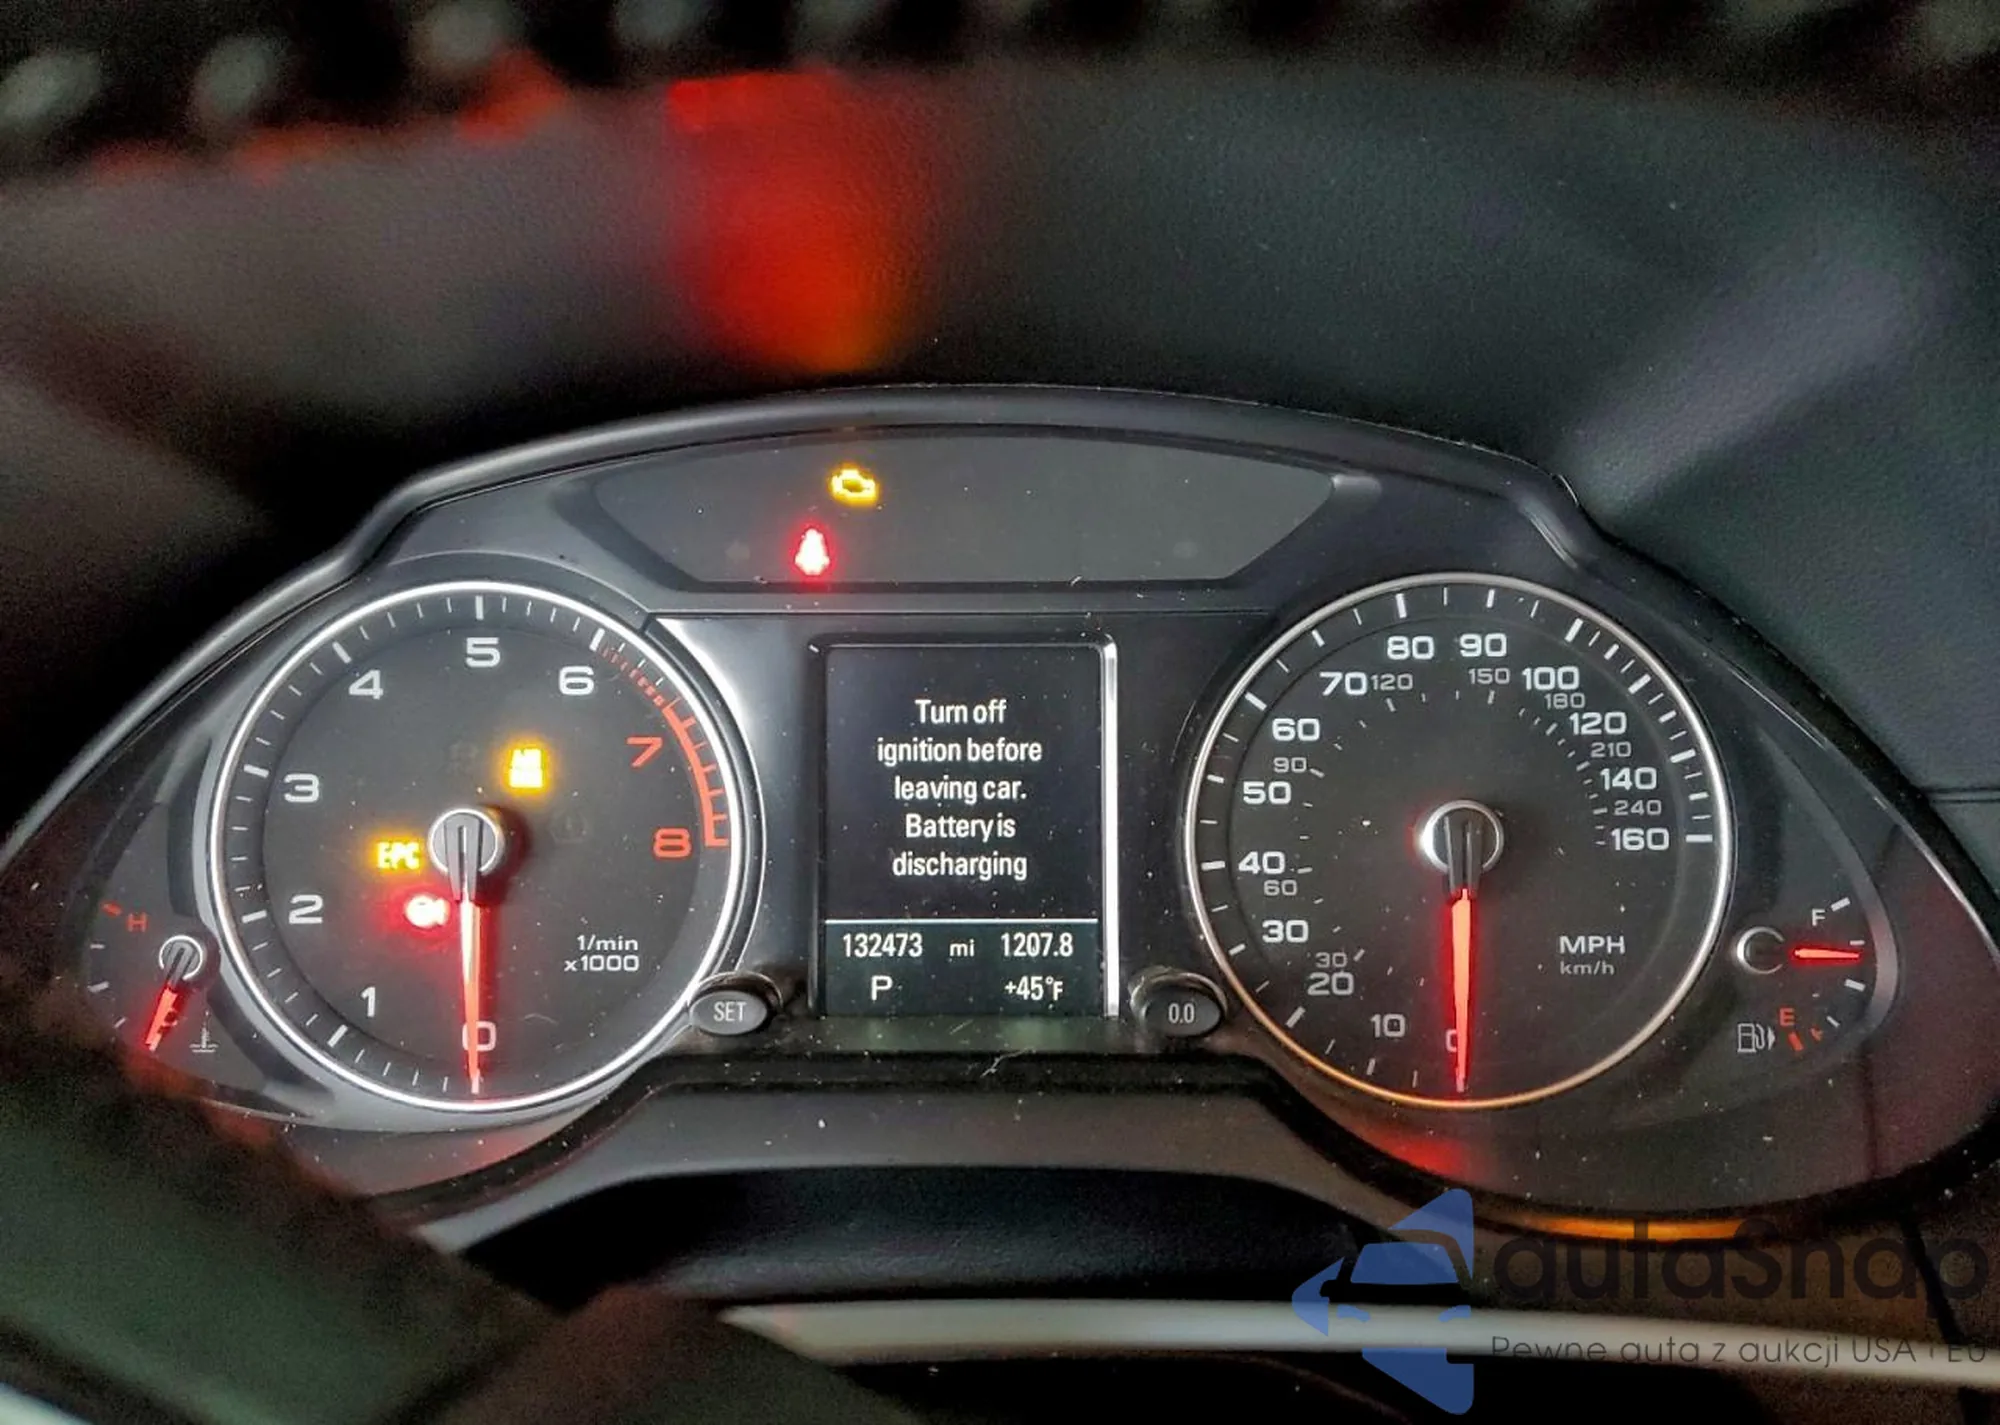 Turn off
ignition before
leaving car.
Battery is
discharging
132473 mi 1207.8
P +45°F
SET
0.0
EPC
H
0
1
2
3
4
5
6
7
8
1/min
x1000
0
10
20
30
40
50
60
70
80
90
100
120
140
160
30
60
90
120
150
180
210
240
MPH
km/h
F
E
autaSnap
Pewne auta z aukcji USA i EU